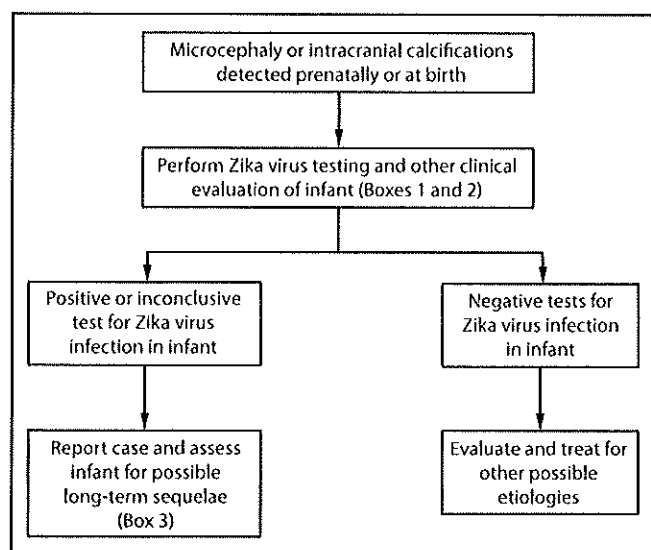 Microcephaly or intracranial calcifications
detected prenatally or at birth
Perform Zika virus testing and other clinical
evaluation of infant (Boxes 1 and 2)
Positive or inconclusive
test for Zika virus
infection in infant
Negative tests for
Zika virus infection
in infant
Report case and assess
infant for possible
long-term sequelae
(Box 3)
Evaluate and treat for
other possible
etiologies